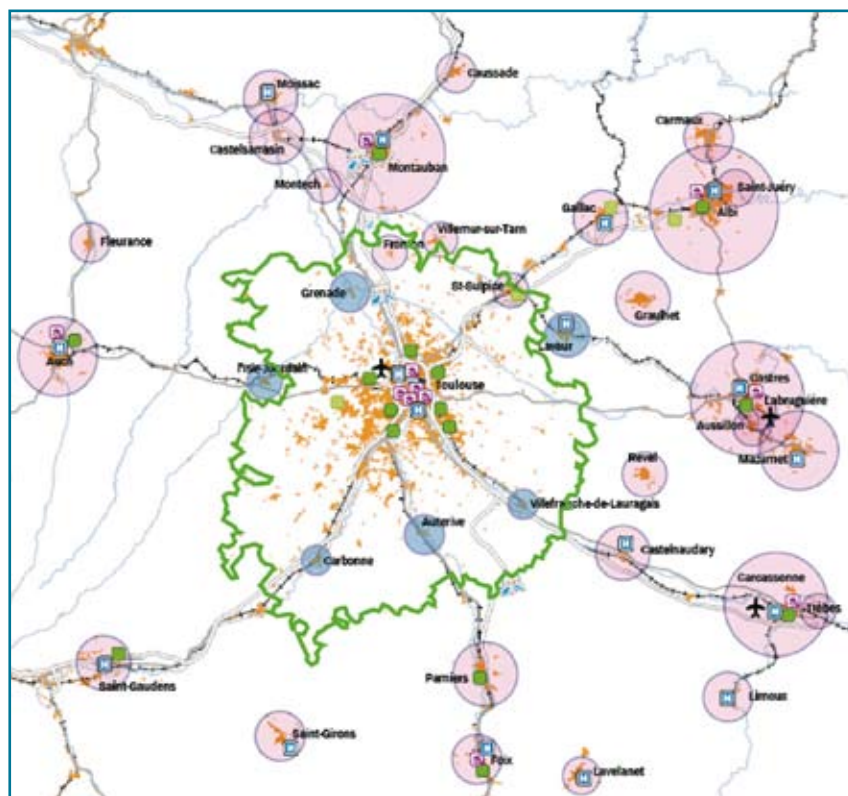 Moissac
Caussade
Castelsarrasin
Montauban
Carmaux
Montech
Saint-Juéry
Gaillac
Albi
Fleurance
Villemur-sur-Tarn
Fronton
Grenade
St-Sulpice
Graulhet
Lavaur
Auch
Toulouse
Castres
Labruguière
Aussillon
Mazamet
Revel
Villefranche-de-Lauragais
Auterive
Carbonne
Castelnaudary
Carcassonne
Trèbes
Saint-Gaudens
Pamiers
Limoux
Saint-Girons
Foix
Lavelanet